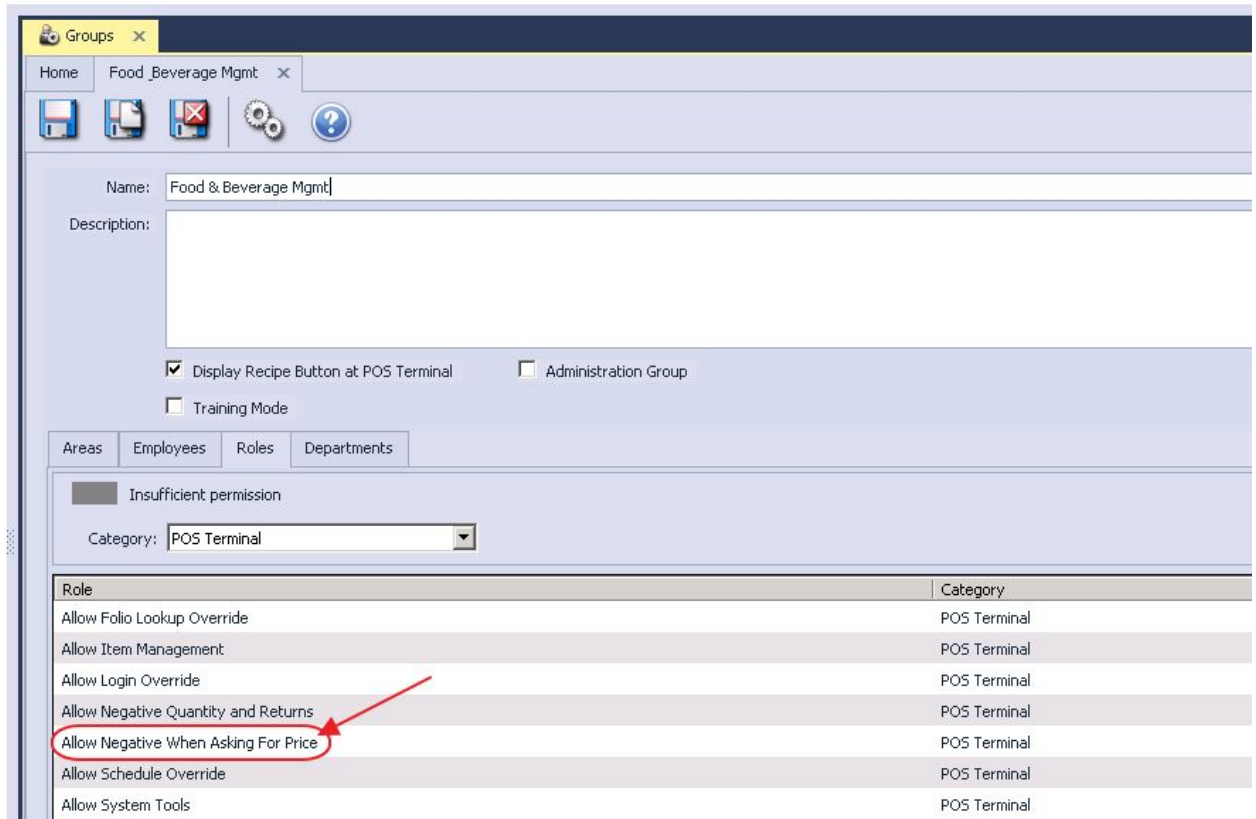 Groups
Home Food_Beverage Mgmt
Name: Food & Beverage Mgmt
Description:
Display Recipe Button at POS Terminal Administration Group
Training Mode
Areas Employees Roles Departments
Insufficient permission
Category: POS Terminal
Role Category
Allow Folio Lookup Override POS Terminal
Allow Item Management POS Terminal
Allow Login Override POS Terminal
Allow Negative Quantity and Returns POS Terminal
Allow Negative When Asking For Price POS Terminal
Allow Schedule Override POS Terminal
Allow System Tools POS Terminal